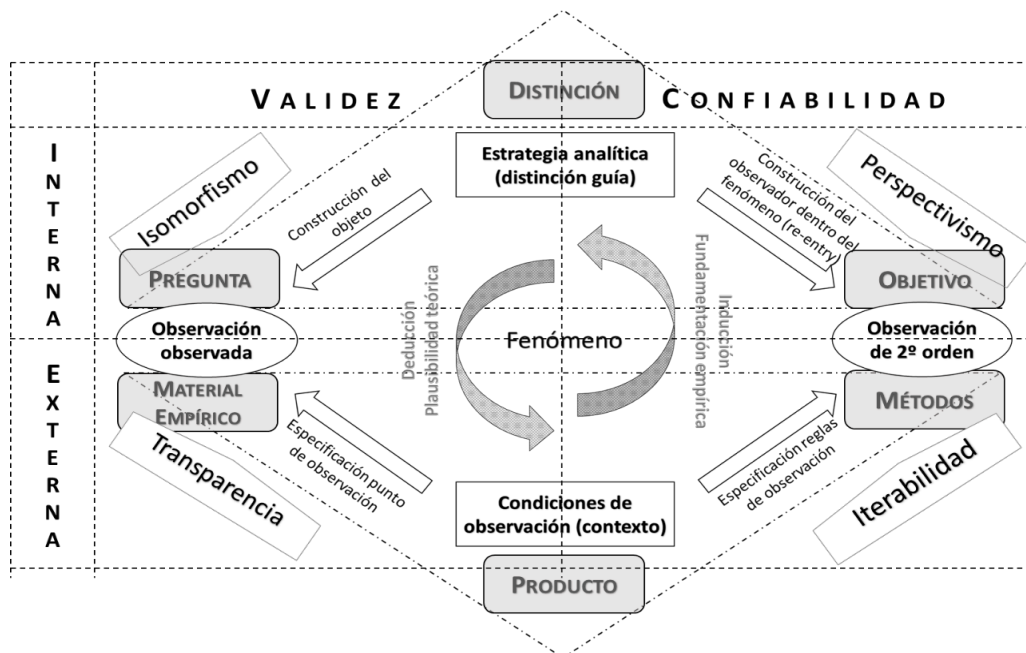 DISTINCIÓN
VALIDEZ
CONFIABILIDAD
INTERNA
Estrategia analítica
(distinción guía)
Isomorfismo
Construcción del
objeto
Construcción del
observador dentro del
fenómeno (re-entry)
Perspectivismo
PREGUNTA
OBJETIVO
Observación
observada
Deducción
Plausibilidad teórica
Fenómeno
Inducción
Fundamentación empírica
Observación
de 2º orden
EXTERNA
MATERIAL
EMPÍRICO
MÉTODOS
Transparencia
Especificación punto
de observación
Condiciones de
observación (contexto)
Especificación reglas
de observación
Iterabilidad
PRODUCTO